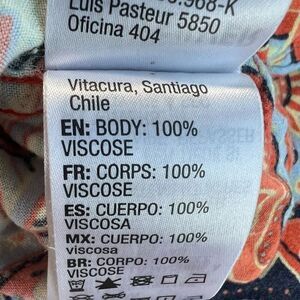 968-K
Luis Pasteur 5850
Oficina 404
Vitacura, Santiago
Chile
EN: BODY: 100%
VISCOSE
FR: CORPS: 100%
VISCOSE
ES: CUERPO: 100%
VISCOSA
MX: CUERPO: 100%
viscosa
BR: CORPO: 100%
VISCOSE